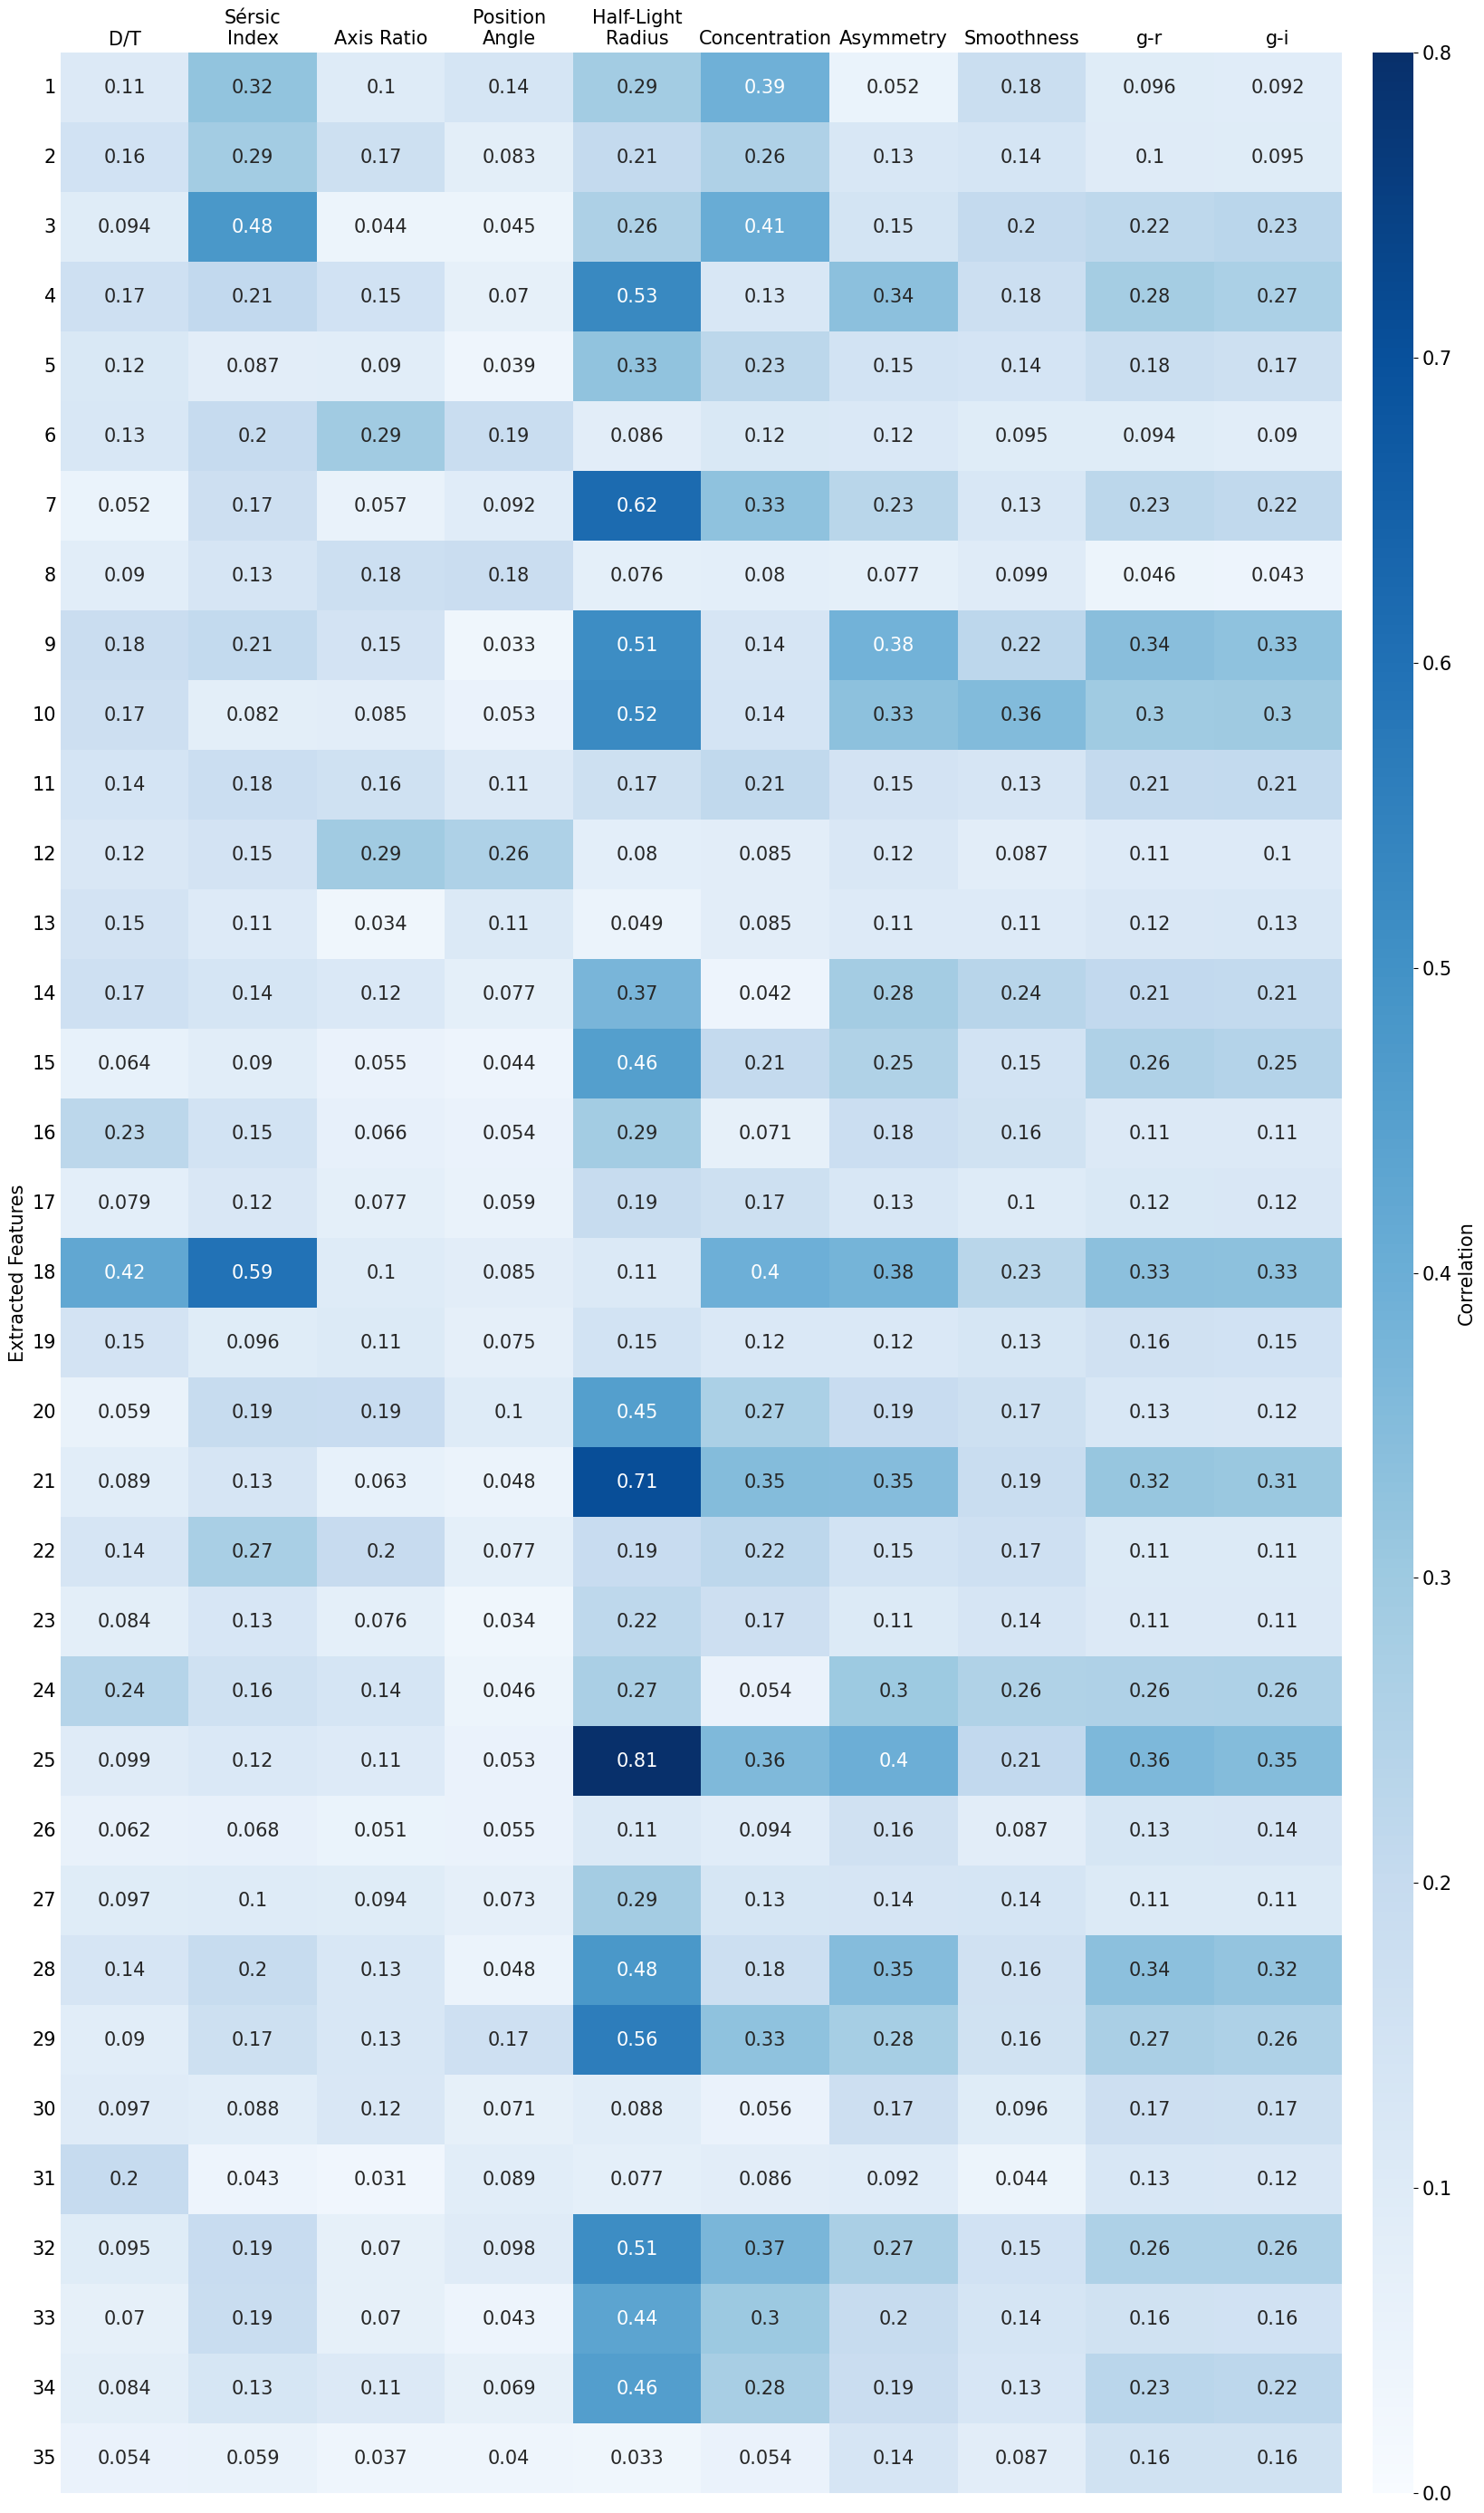 D/T Sérsic Index Axis Ratio Position Angle Half-Light Radius Concentration Asymmetry Smoothness g-r g-i
1 0.11 0.32 0.1 0.14 0.29 0.39 0.052 0.18 0.096 0.092
2 0.16 0.29 0.17 0.083 0.21 0.26 0.13 0.14 0.1 0.095
3 0.094 0.48 0.044 0.045 0.26 0.41 0.15 0.2 0.22 0.23
4 0.17 0.21 0.15 0.07 0.53 0.13 0.34 0.18 0.28 0.27
5 0.12 0.087 0.09 0.039 0.33 0.23 0.15 0.14 0.18 0.17
6 0.13 0.2 0.29 0.19 0.086 0.12 0.12 0.095 0.094 0.09
7 0.052 0.17 0.057 0.092 0.62 0.33 0.23 0.13 0.23 0.22
8 0.09 0.13 0.18 0.18 0.076 0.08 0.077 0.099 0.046 0.043
9 0.18 0.21 0.15 0.033 0.51 0.14 0.38 0.22 0.34 0.33
10 0.17 0.082 0.085 0.053 0.52 0.14 0.33 0.36 0.3 0.3
11 0.14 0.18 0.16 0.11 0.17 0.21 0.15 0.13 0.21 0.21
12 0.12 0.15 0.29 0.26 0.08 0.085 0.12 0.087 0.11 0.1
13 0.15 0.11 0.034 0.11 0.049 0.085 0.11 0.11 0.12 0.13
14 0.17 0.14 0.12 0.077 0.37 0.042 0.28 0.24 0.21 0.21
15 0.064 0.09 0.055 0.044 0.46 0.21 0.25 0.15 0.26 0.25
16 0.23 0.15 0.066 0.054 0.29 0.071 0.18 0.16 0.11 0.11
17 0.079 0.12 0.077 0.059 0.19 0.17 0.13 0.1 0.12 0.12
18 0.42 0.59 0.1 0.085 0.11 0.4 0.38 0.23 0.33 0.33
19 0.15 0.096 0.11 0.075 0.15 0.12 0.12 0.13 0.16 0.15
20 0.059 0.19 0.19 0.1 0.45 0.27 0.19 0.17 0.13 0.12
21 0.089 0.13 0.063 0.048 0.71 0.35 0.35 0.19 0.32 0.31
22 0.14 0.27 0.2 0.077 0.19 0.22 0.15 0.17 0.11 0.11
23 0.084 0.13 0.076 0.034 0.22 0.17 0.11 0.14 0.11 0.11
24 0.24 0.16 0.14 0.046 0.27 0.054 0.3 0.26 0.26 0.26
25 0.099 0.12 0.11 0.053 0.81 0.36 0.4 0.21 0.36 0.35
26 0.062 0.068 0.051 0.055 0.11 0.094 0.16 0.087 0.13 0.14
27 0.097 0.1 0.094 0.073 0.29 0.13 0.14 0.14 0.11 0.11
28 0.14 0.2 0.13 0.048 0.48 0.18 0.35 0.16 0.34 0.32
29 0.09 0.17 0.13 0.17 0.56 0.33 0.28 0.16 0.27 0.26
30 0.097 0.088 0.12 0.071 0.088 0.056 0.17 0.096 0.17 0.17
31 0.2 0.043 0.031 0.089 0.077 0.086 0.092 0.044 0.13 0.12
32 0.095 0.19 0.07 0.098 0.51 0.37 0.27 0.15 0.26 0.26
33 0.07 0.19 0.07 0.043 0.44 0.3 0.2 0.14 0.16 0.16
34 0.084 0.13 0.11 0.069 0.46 0.28 0.19 0.13 0.23 0.22
35 0.054 0.059 0.037 0.04 0.033 0.054 0.14 0.087 0.16 0.16
Extracted Features
0.8
0.7
0.6
0.5
0.4
0.3
0.2
0.1
0.0
Correlation